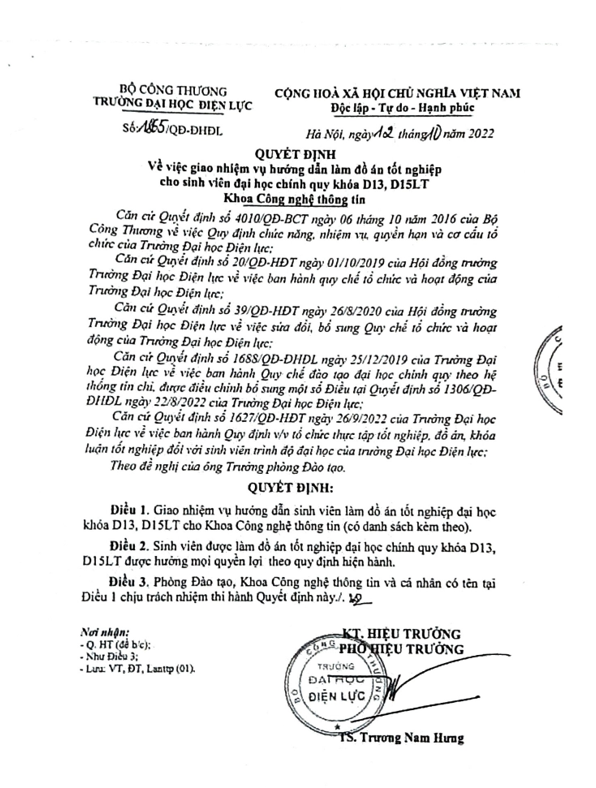 BỘ CÔNG THƯƠNG
TRƯỜNG ĐẠI HỌC ĐIỆN LỰC
CỘNG HOÀ XÃ HỘI CHỦ NGHĨA VIỆT NAM
Độc lập - Tự do - Hạnh phúc
Số:1865/QĐ-ĐHĐL
Hà Nội, ngày 12 tháng 10 năm 2022
QUYẾT ĐỊNH
Về việc giao nhiệm vụ hướng dẫn làm đồ án tốt nghiệp
cho sinh viên đại học chính quy khóa D13, D15LT
Khoa Công nghệ thông tin
Căn cứ Quyết định số 4010/QĐ-BCT ngày 06 tháng 10 năm 2016 của Bộ
Công Thương về việc Quy định chức năng, nhiệm vụ, quyền hạn và cơ cấu tổ
chức của Trường Đại học Điện lực;
Căn cứ Quyết định số 20/QĐ-HĐT ngày 01/10/2019 của Hội đồng trường
Trường Đại học Điện lực về việc ban hành quy chế tổ chức và hoạt động của
Trường Đại học Điện lực;
Căn cứ Quyết định số 39/QĐ-HĐT ngày 26/8/2020 của Hội đồng trường
Trường Đại học Điện lực về việc sửa đổi, bổ sung Quy chế tổ chức và hoạt
động của Trường Đại học Điện lực;
Căn cứ Quyết định số 1688/QĐ-ĐHĐL ngày 25/12/2019 của Trường Đại
học Điện lực về việc ban hành Quy chế đào tạo đại học chính quy theo hệ
thống tín chỉ, được điều chỉnh bổ sung một số Điều tại Quyết định số 1306/QĐ-
ĐHĐL ngày 22/8/2022 của Trường Đại học Điện lực;
Căn cứ Quyết định số 1627/QĐ-HĐT ngày 26/9/2022 của Trường Đại học
Điện lực về việc ban hành Quy định v/v tổ chức thực tập tốt nghiệp, đồ án, khóa
luận tốt nghiệp đối với sinh viên trình độ đại học của trường Đại học Điện lực;
Theo đề nghị của ông Trưởng phòng Đào tạo.
QUYẾT ĐỊNH:
Điều 1. Giao nhiệm vụ hướng dẫn sinh viên làm đồ án tốt nghiệp đại học
khóa D13, D15LT cho Khoa Công nghệ thông tin (có danh sách kèm theo).
Điều 2. Sinh viên được làm đồ án tốt nghiệp đại học chính quy khóa D13,
D15LT được hưởng mọi quyền lợi theo quy định hiện hành.
Điều 3. Phòng Đào tạo, Khoa Công nghệ thông tin và cá nhân có tên tại
Điều 1 chịu trách nhiệm thi hành Quyết định này./.
Nơi nhận:
- Q. HT (để b/c);
- Như Điều 3;
- Lưu: VT, ĐT, Lanttp (01).
KT. HIỆU TRƯỞNG
PHÓ HIỆU TRƯỞNG
BỘ CÔNG THƯƠNG
TRƯỜNG
ĐẠI HỌC
ĐIỆN LỰC
TS. Trương Nam Hưng